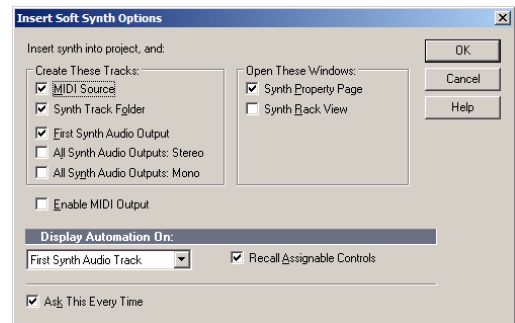 Insert Soft Synth Options
Insert synth into project, and:
Create These Tracks:
MIDI Source
Synth Track Folder
First Synth Audio Output
All Synth Audio Outputs: Stereo
All Synth Audio Outputs: Mono
Enable MIDI Output
Open These Windows:
Synth Property Page
Synth Rack View
OK
Cancel
Help
Display Automation On:
First Synth Audio Track
Recall Assignable Controls
Ask This Every Time